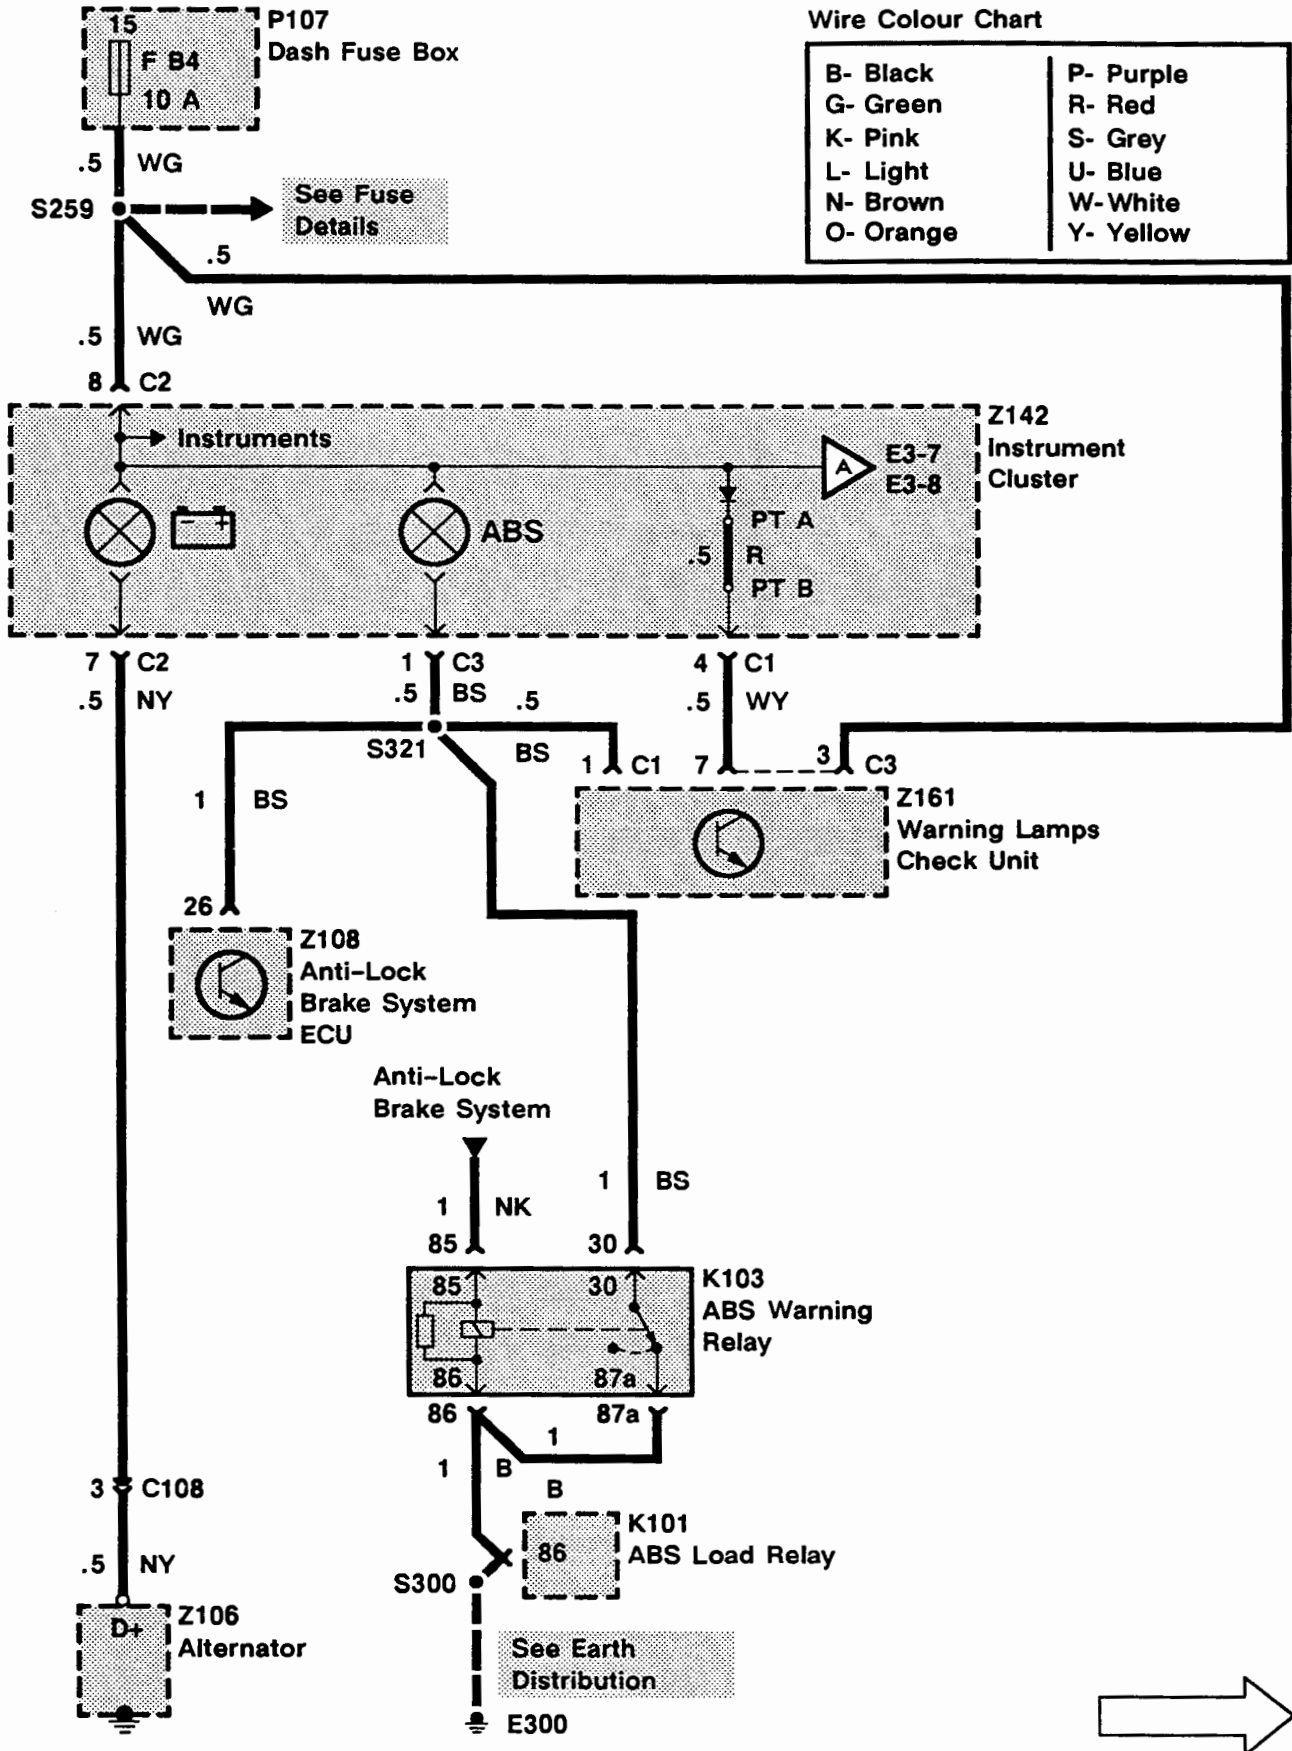 15
F B4
10 A
P107
Dash Fuse Box
Wire Colour Chart
B- Black
G- Green
K- Pink
L- Light
N- Brown
O- Orange
P- Purple
R- Red
S- Grey
U- Blue
W- White
Y- Yellow
.5 WG
S259
See Fuse
Details
.5
WG
.5 WG
8 C2
Z142
Instrument
Cluster
Instruments
A
E3-7
E3-8
- +
ABS
PT A
.5 R
PT B
7 C2
.5 NY
1 C3
.5 BS
4 C1
.5 WY
.5
BS
S321
1 C1
7
3 C3
1 BS
Z161
Warning Lamps
Check Unit
26
Z108
Anti-Lock
Brake System
ECU
Anti-Lock
Brake System
1 NK
1 BS
85
30
85
30
K103
ABS Warning
Relay
86
87a
86
87a
1
1 B
B
3 C108
K101
ABS Load Relay
86
.5 NY
S300
Z106
Alternator
D+
See Earth
Distribution
E300